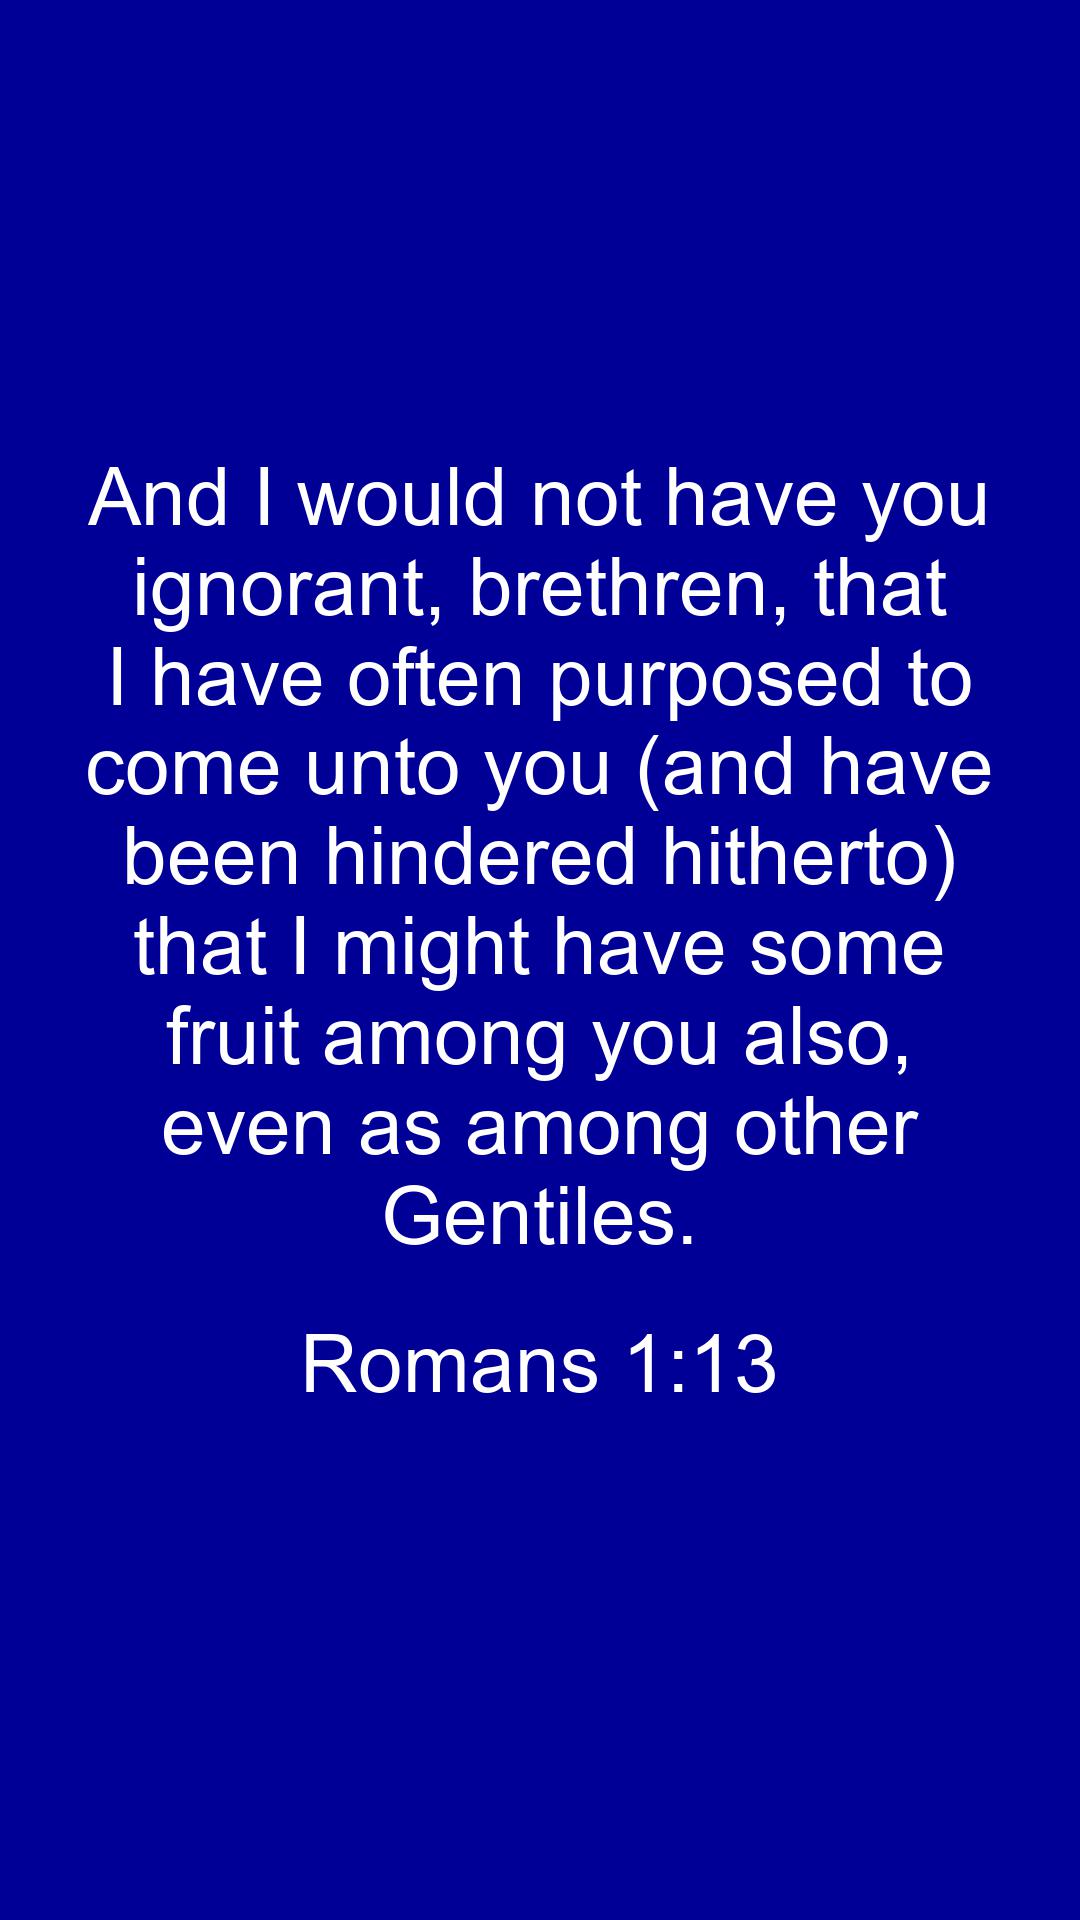 And I would not have you
ignorant, brethren, that
I have often purposed to
come unto you (and have
been hindered hitherto)
that I might have some
fruit among you also,
even as among other
Gentiles.
Romans 1:13